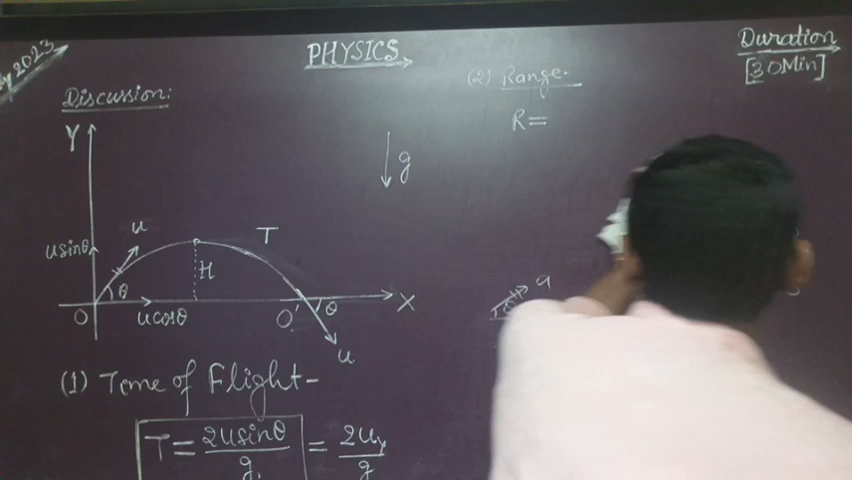 y 2023
PHYSICS
Duration
[30Min]
Discussion:
(2) Range-
R=
Y
g
u
T
usinθ
H
θ
O
ucosθ
O'
θ
X
u
(1) Time of Flight-
T = 2usinθ/g = 2uy/g